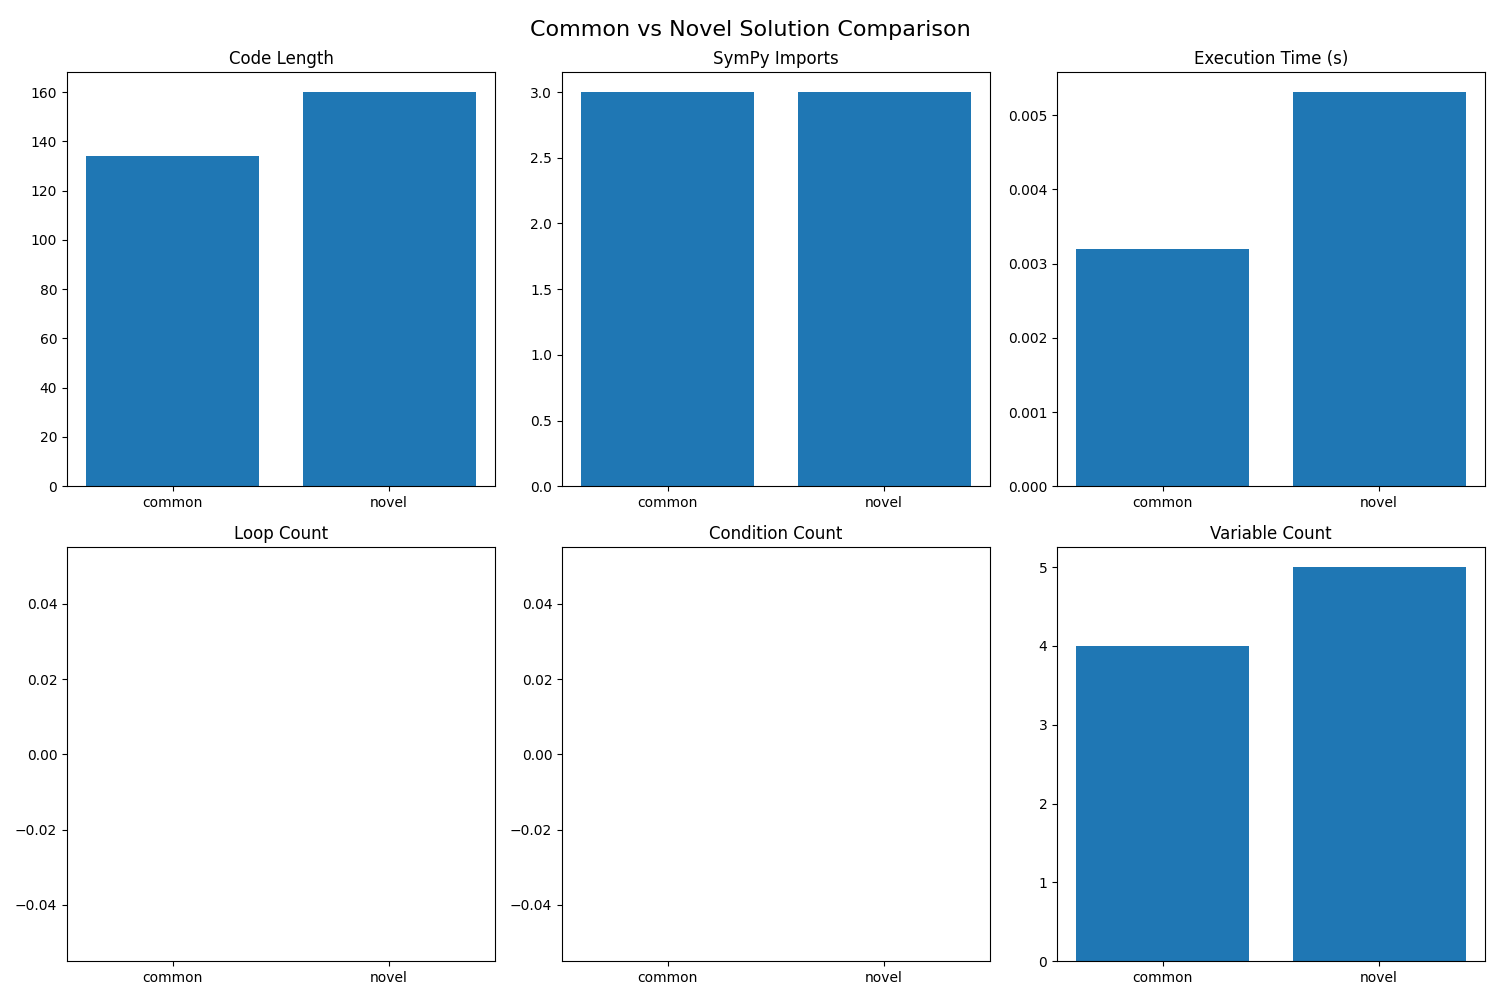 Common vs Novel Solution Comparison
Code Length
160
140
120
100
80
60
40
20
0
common novel
SymPy Imports
3.0
2.5
2.0
1.5
1.0
0.5
0.0
common novel
Execution Time (s)
0.005
0.004
0.003
0.002
0.001
0.000
common novel
Loop Count
0.04
0.02
0.00
−0.02
−0.04
common novel
Condition Count
0.04
0.02
0.00
−0.02
−0.04
common novel
Variable Count
5
4
3
2
1
0
common novel